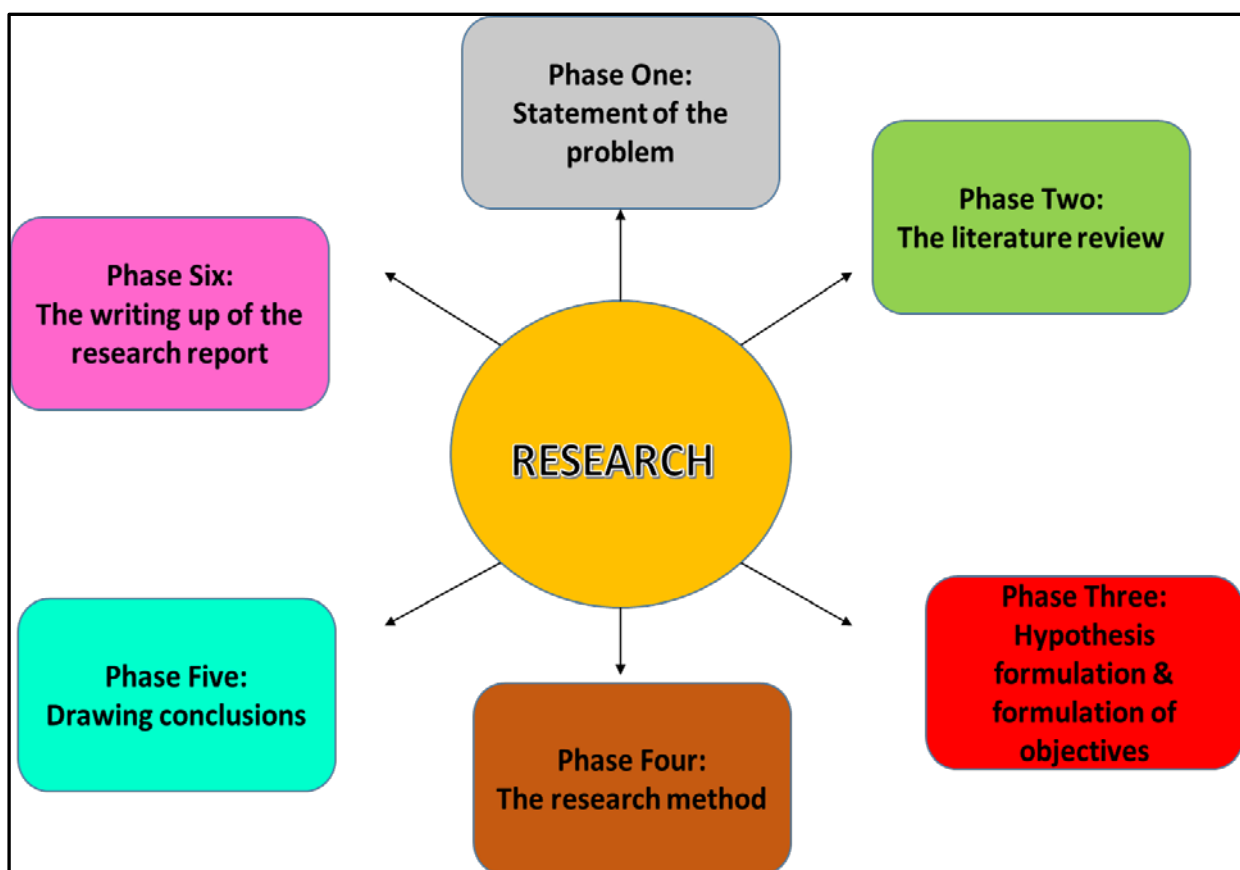 Phase One:
Statement of the
problem
Phase Two:
The literature review
Phase Six:
The writing up of the
research report
RESEARCH
Phase Three:
Hypothesis
formulation &
formulation of
objectives
Phase Five:
Drawing conclusions
Phase Four:
The research method